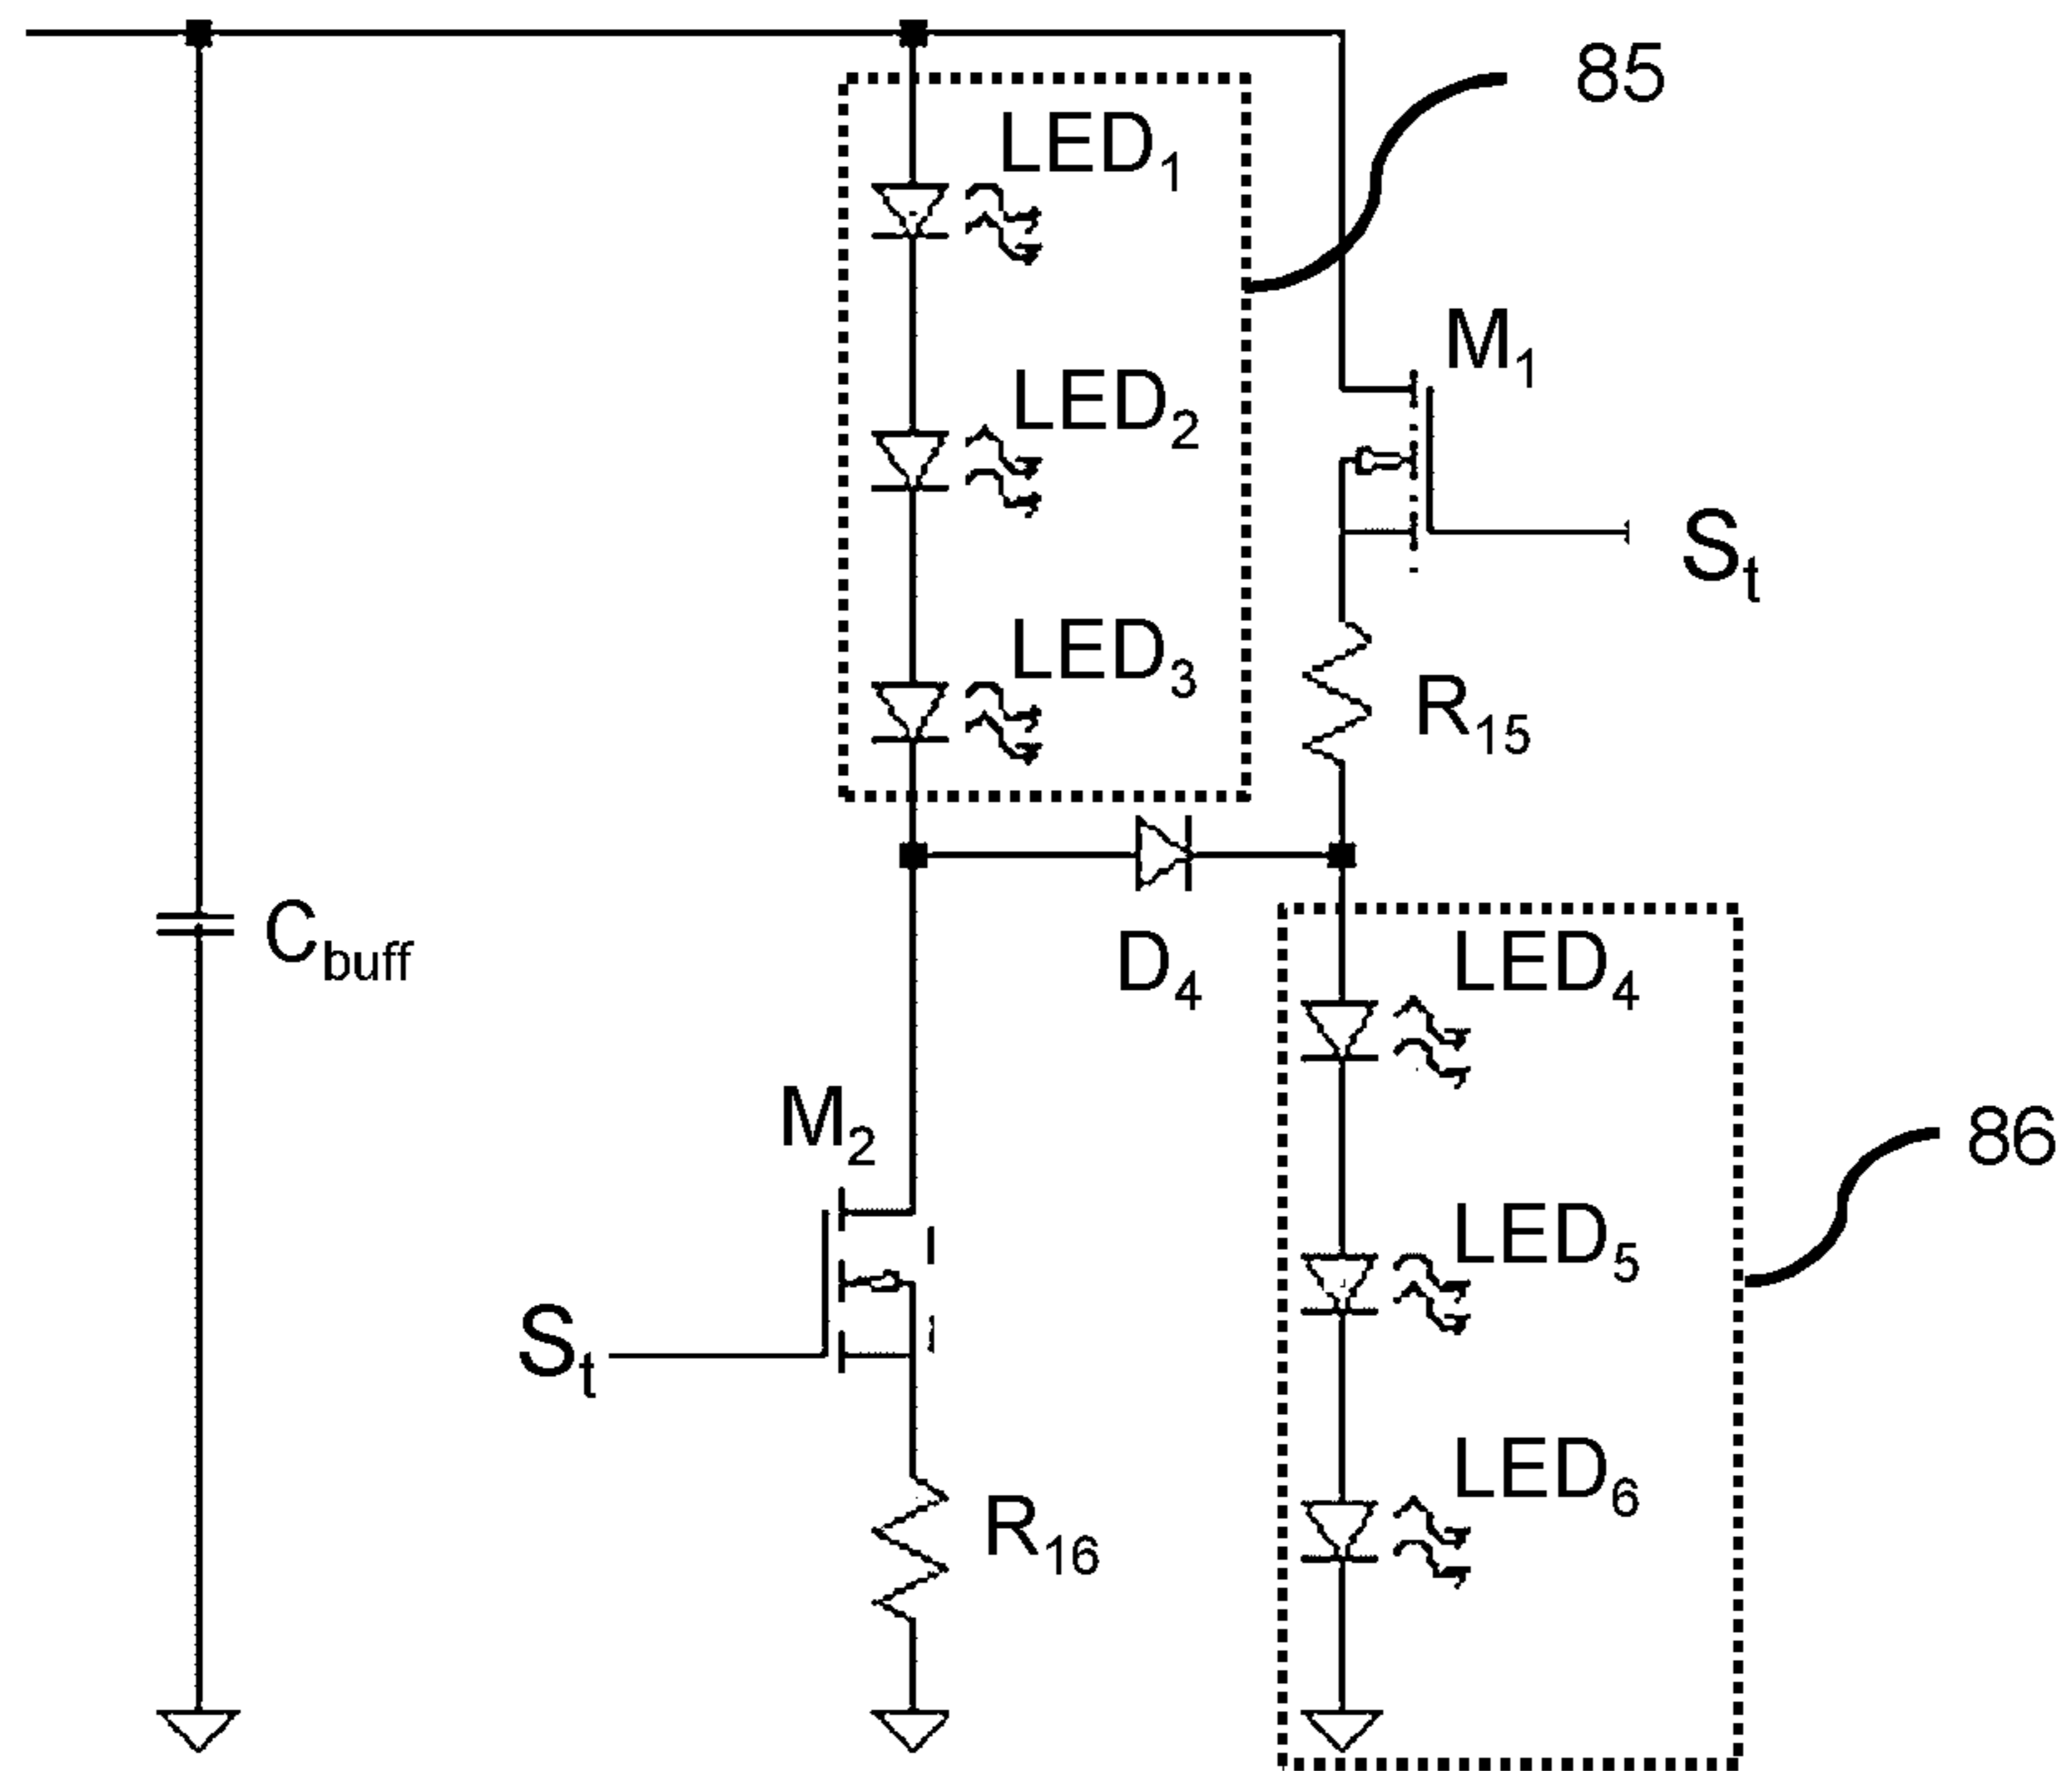 85
LED1
M1
LED2
St
LED3
R15
Cbuff
D4
LED4
M2
86
LED5
St
LED6
R16